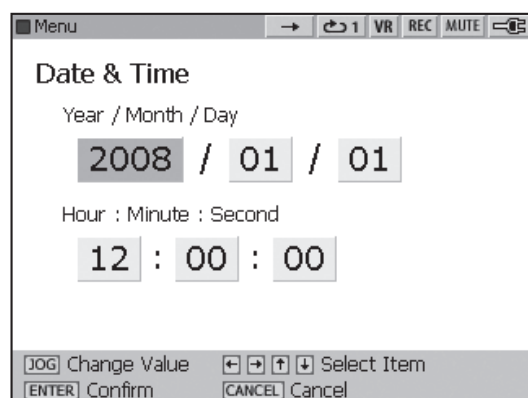 Menu → 1 VR REC MUTE
Date & Time
Year / Month / Day
2008 / 01 / 01
Hour : Minute : Second
12 : 00 : 00
JOG Change Value ← → ↑ ↓ Select Item
ENTER Confirm CANCEL Cancel